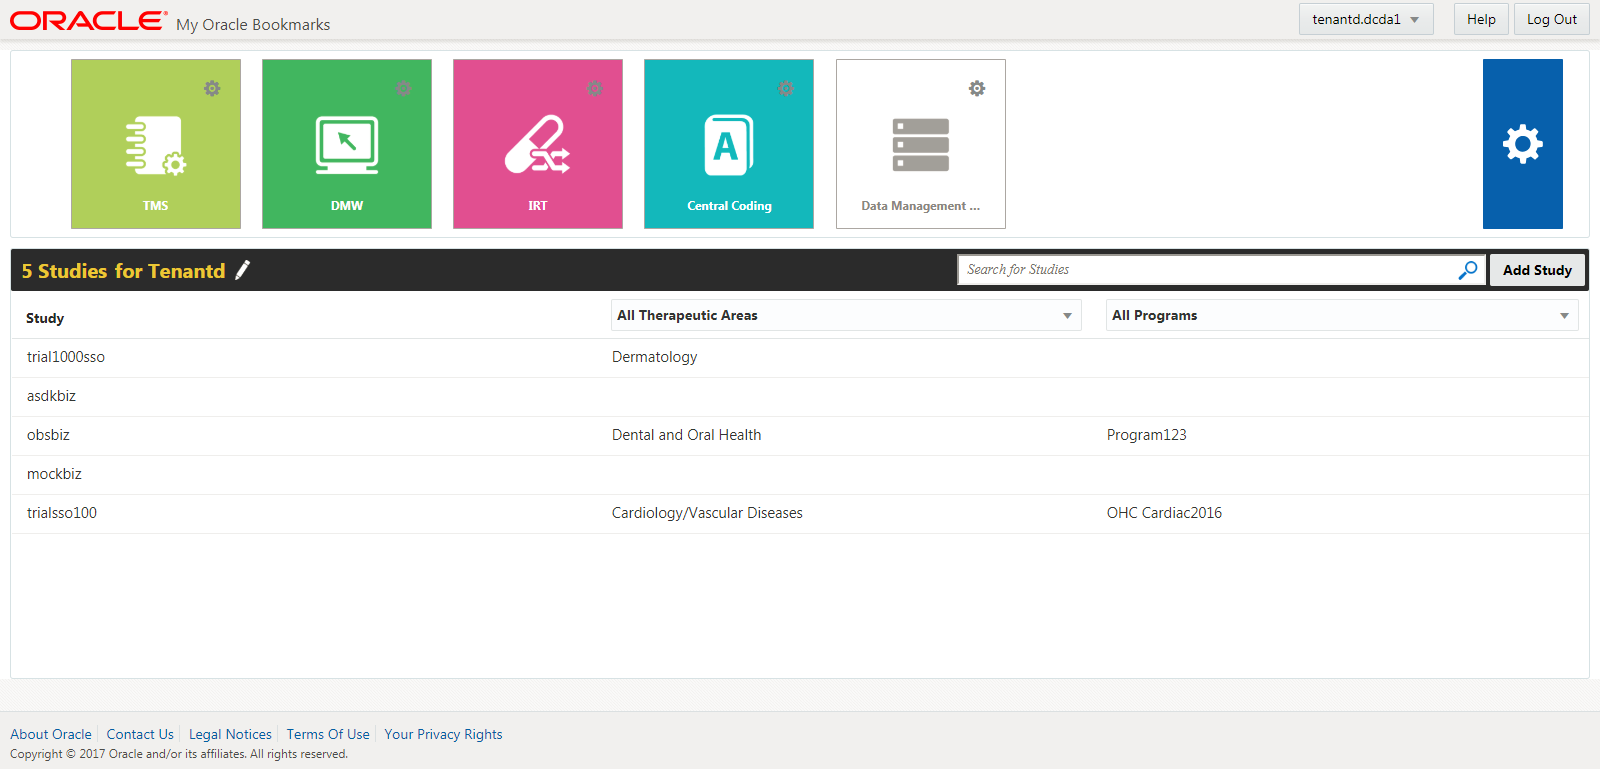 ORACLE® My Oracle Bookmarks
tenantd.dcda1
Help
Log Out
TMS
DMW
IRT
A
Central Coding
Data Management ...
5 Studies for Tenantd
Search for Studies
Add Study
Study
All Therapeutic Areas
All Programs
trial1000sso Dermatology
asdkbiz
obsbiz Dental and Oral Health Program123
mockbiz
trialsso100 Cardiology/Vascular Diseases OHC Cardiac2016
About Oracle Contact Us Legal Notices Terms Of Use Your Privacy Rights
Copyright © 2017 Oracle and/or its affiliates. All rights reserved.